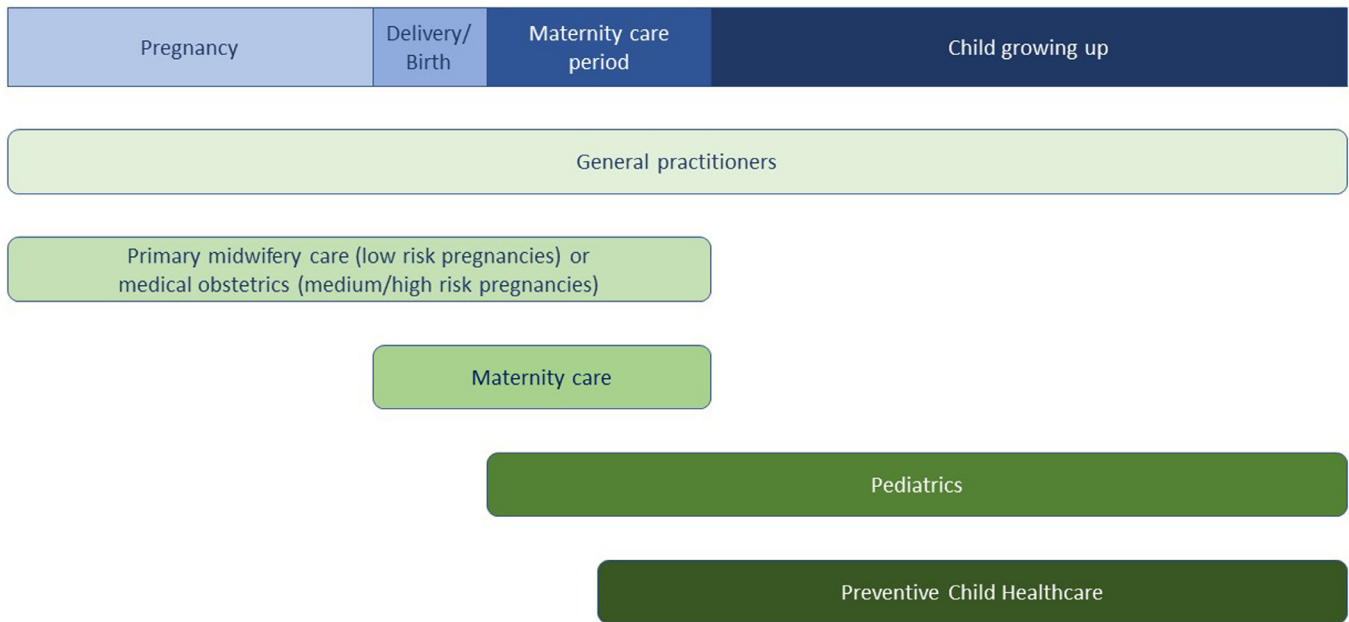 Pregnancy
Delivery/
Birth
Maternity care
period
Child growing up
General practitioners
Primary midwifery care (low risk pregnancies) or
medical obstetrics (medium/high risk pregnancies)
Maternity care
Pediatrics
Preventive Child Healthcare